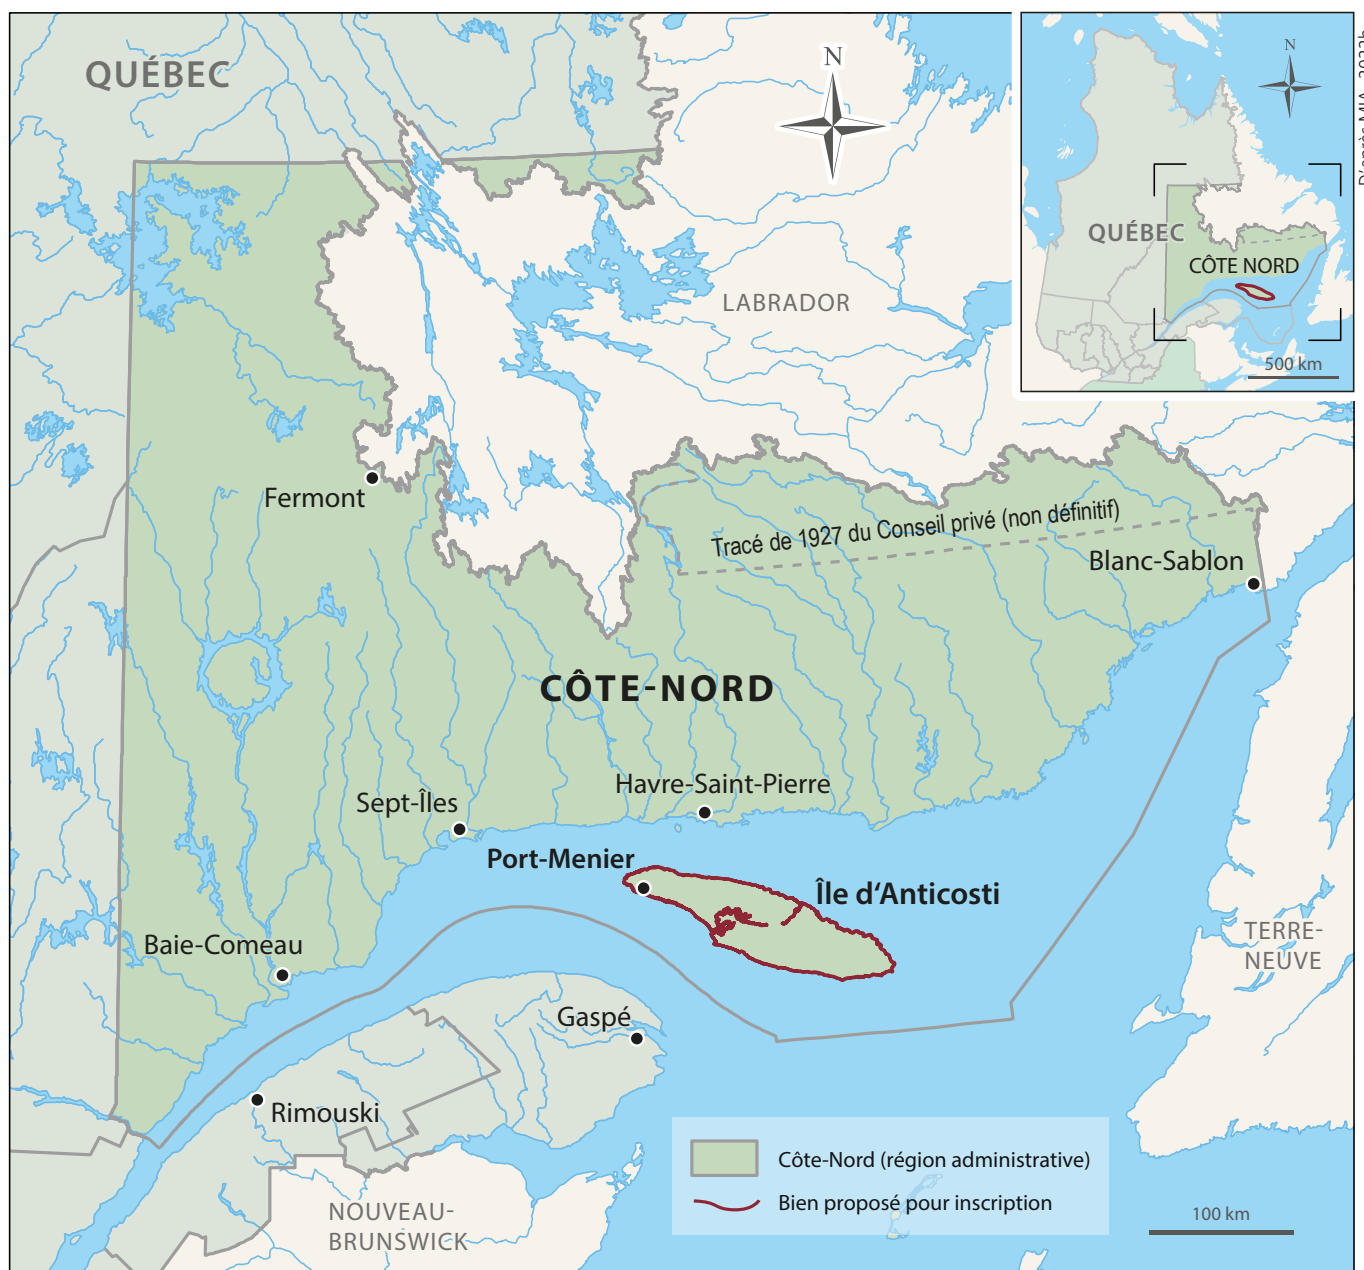 QUÉBEC
N
LABRADOR
Fermont
Tracé de 1927 du Conseil privé (non définitif)
Blanc-Sablon
CÔTE-NORD
Havre-Saint-Pierre
Sept-Îles
Port-Menier
Île d'Anticosti
Baie-Comeau
TERRE-
NEUVE
Gaspé
Rimouski
NOUVEAU-
BRUNSWICK
Côte-Nord (région administrative)
Bien proposé pour inscription
100 km
N
QUÉBEC
CÔTE NORD
500 km